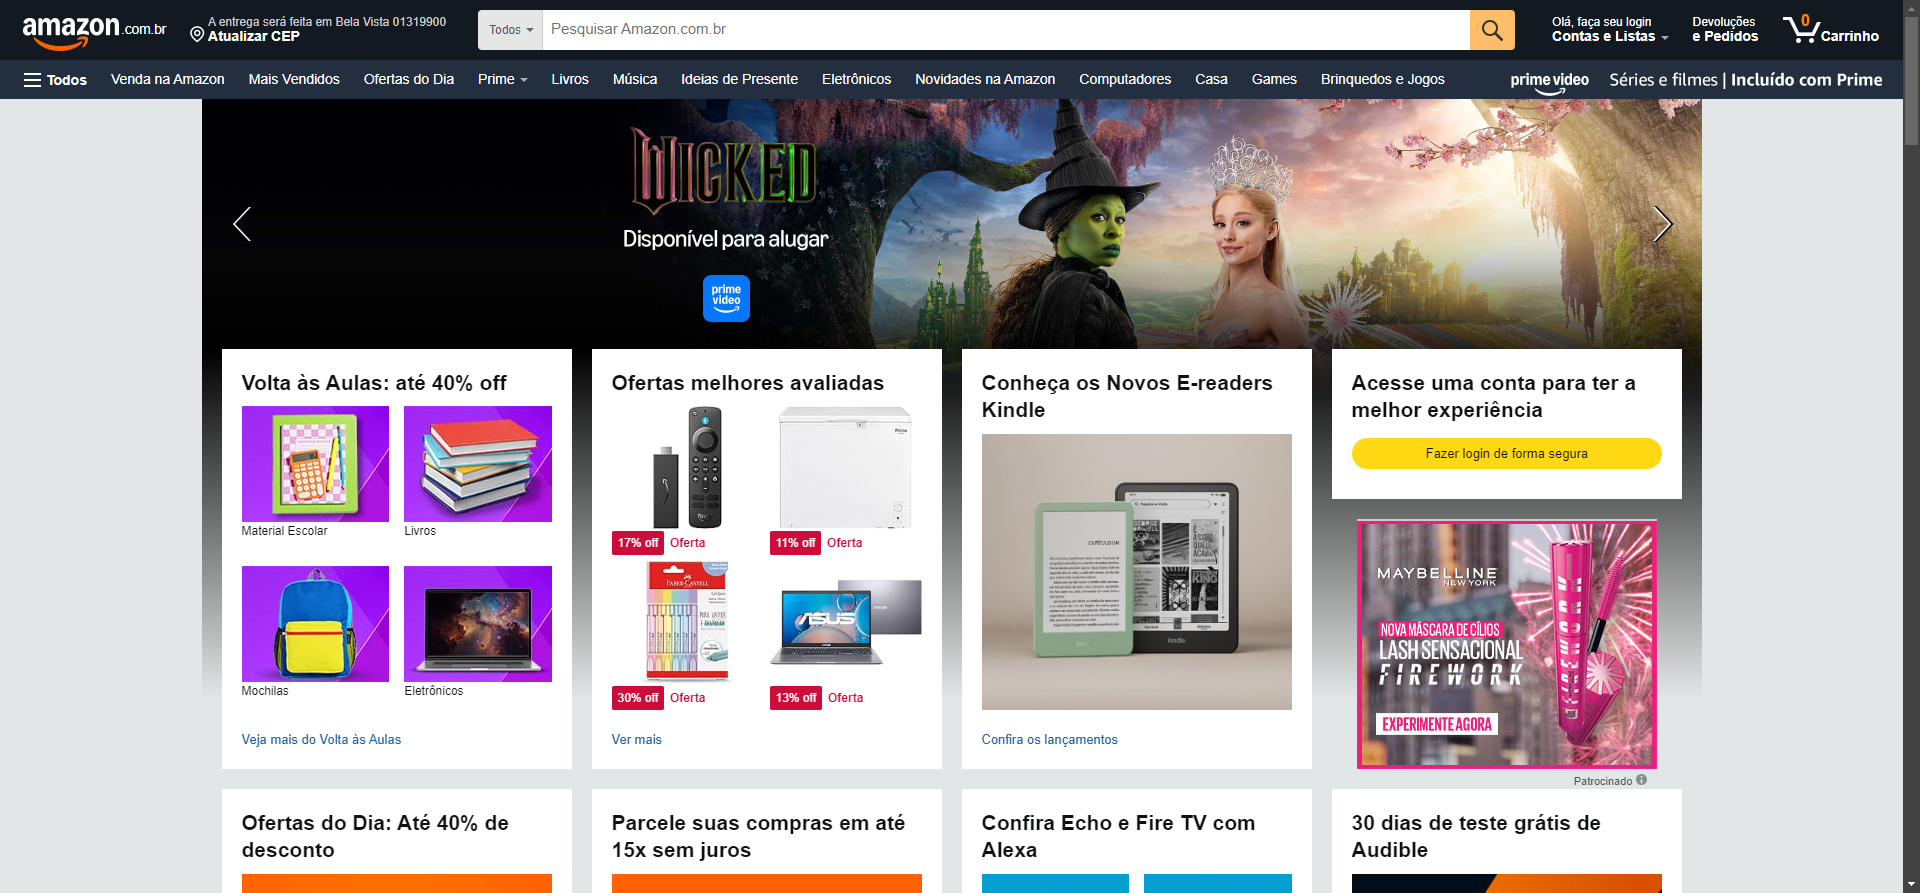 amazon.com.br
A entrega será feita em Bela Vista 01319900
Atualizar CEP
Todos
Pesquisar Amazon.com.br
Olá, faça seu login
Contas e Listas
Devoluções
e Pedidos
0
Carrinho
Todos
Venda na Amazon
Mais Vendidos
Ofertas do Dia
Prime
Livros
Música
Ideias de Presente
Eletrônicos
Novidades na Amazon
Computadores
Casa
Games
Brinquedos e Jogos
prime video
Séries e filmes | Incluído com Prime
WICKED
Disponível para alugar
prime
video
Volta às Aulas: até 40% off
Material Escolar
Livros
Mochilas
Eletrônicos
Veja mais do Volta às Aulas
Ofertas melhores avaliadas
17% off Oferta
11% off Oferta
FABER-CASTELL
ASUS
30% off Oferta
13% off Oferta
Ver mais
Conheça os Novos E-readers
Kindle
CAPÍTULO UM
KING
kindle
Confira os lançamentos
Acesse uma conta para ter a
melhor experiência
Fazer login de forma segura
MAYBELLINE
NEW YORK
NOVA MÁSCARA DE CÍLIOS
LASH SENSACIONAL
FIREWORK
EXPERIMENTE AGORA
FIREWORK
Patrocinado
Ofertas do Dia: Até 40% de
desconto
Parcele suas compras em até
15x sem juros
Confira Echo e Fire TV com
Alexa
30 dias de teste grátis de
Audible